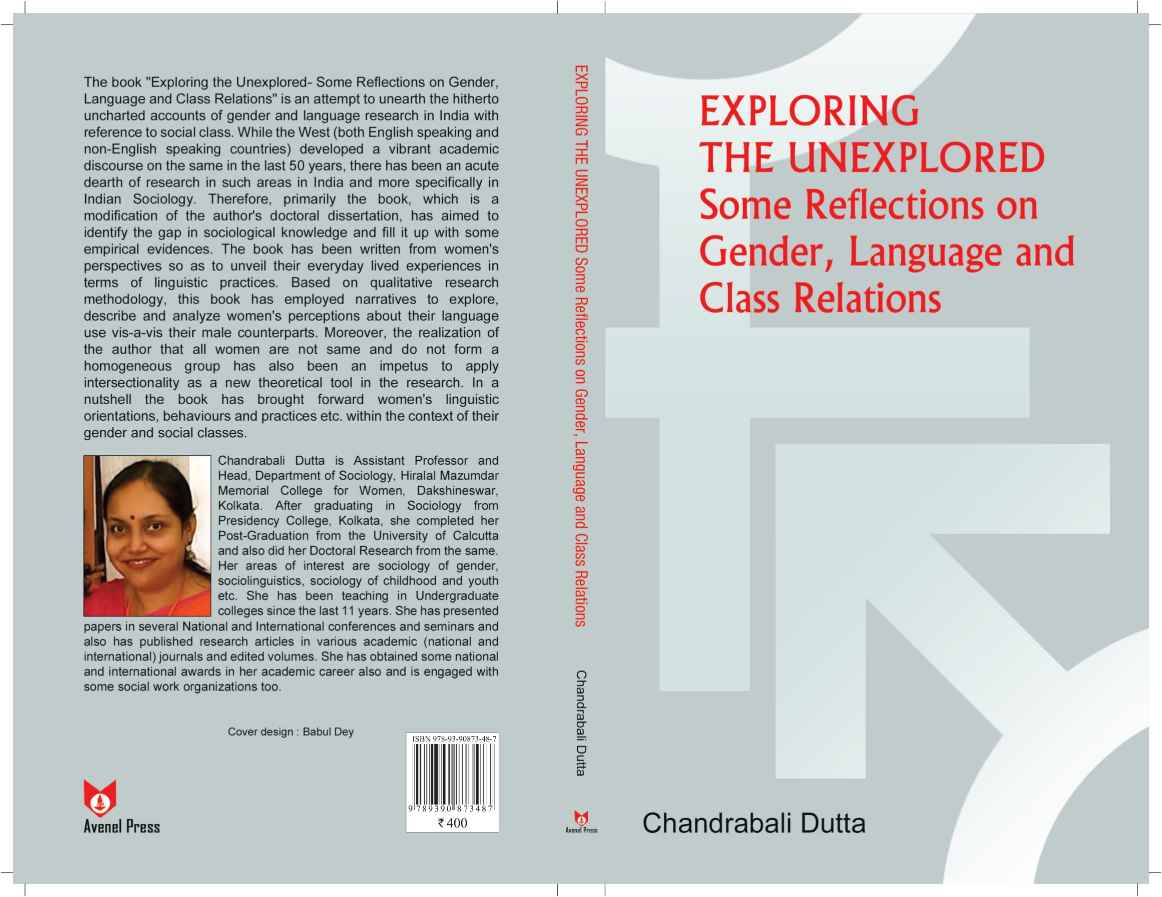 The book "Exploring the Unexplored- Some Reflections on Gender,
Language and Class Relations" is an attempt to unearth the hitherto
uncharted accounts of gender and language research in India with
reference to social class. While the West (both English speaking and
non-English speaking countries) developed a vibrant academic
discourse on the same in the last 50 years, there has been an acute
dearth of research in such areas in India and more specifically in
Indian Sociology. Therefore, primarily the book, which is a
modification of the author's doctoral dissertation, has aimed to
identify the gap in sociological knowledge and fill it up with some
empirical evidences. The book has been written from women's
perspectives so as to unveil their everyday lived experiences in
terms of linguistic practices. Based on qualitative research
methodology, this book has employed narratives to explore,
describe and analyze women's perceptions about their language
use vis-a-vis their male counterparts. Moreover, the realization of
the author that all women are not same and do not form a
homogeneous group has also been an impetus to apply
intersectionality as a new theoretical tool in the research. In a
nutshell the book has brought forward women's linguistic
orientations, behaviours and practices etc. within the context of their
gender and social classes.
Chandrabali Dutta is Assistant Professor and
Head, Department of Sociology, Hiralal Mazumdar
Memorial College for Women, Dakshineswar,
Kolkata. After graduating in Sociology from
Presidency College, Kolkata, she completed her
Post-Graduation from the University of Calcutta
and also did her Doctoral Research from the same.
Her areas of interest are sociology of gender,
sociolinguistics, sociology of childhood and youth
etc. She has been teaching in Undergraduate
colleges since the last 11 years. She has presented
papers in several National and International conferences and seminars and
also has published research articles in various academic (national and
international) journals and edited volumes. She has obtained some national
and international awards in her academic career also and is engaged with
some social work organizations too.
Cover design : Babul Dey
ISBN 978-93-90873-48-7
9 789390 873487
₹ 400
Avenel Press
EXPLORING THE UNEXPLORED Some Reflections on Gender, Language and Class Relations
Chandrabali Dutta
Avenel Press
EXPLORING
THE UNEXPLORED
Some Reflections on
Gender, Language and
Class Relations
Chandrabali Dutta